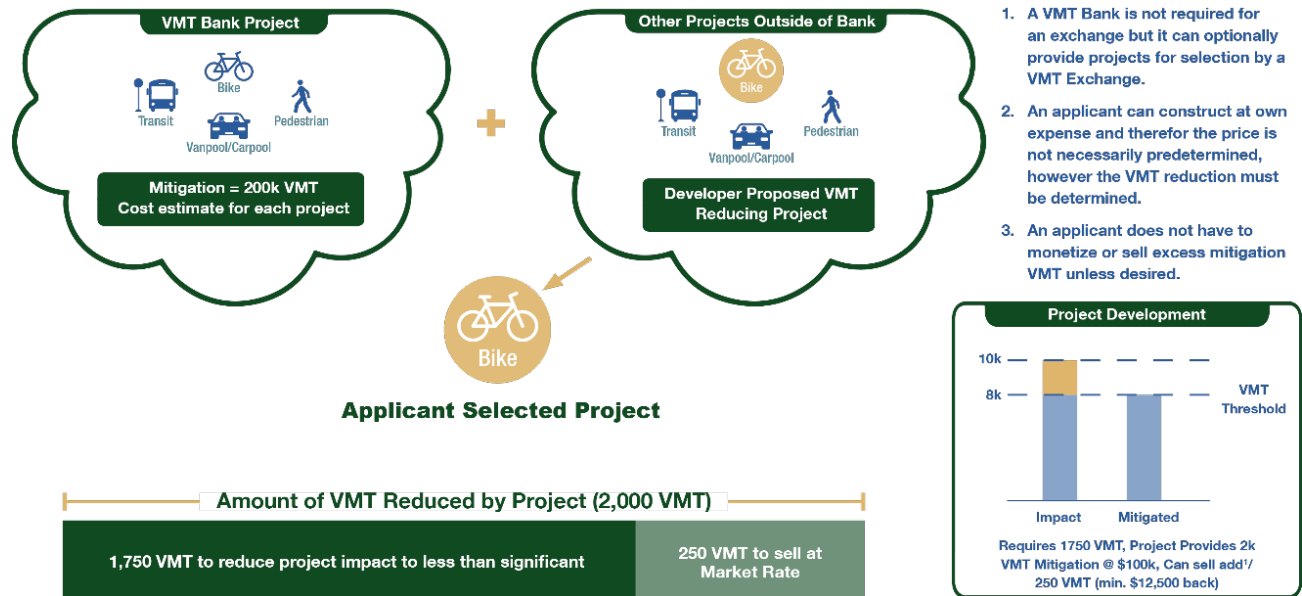 VMT Bank Project
Bike
Transit
Pedestrian
Vanpool/Carpool
Mitigation = 200k VMT
Cost estimate for each project
Other Projects Outside of Bank
Bike
Transit
Pedestrian
Vanpool/Carpool
Developer Proposed VMT
Reducing Project
Bike
Applicant Selected Project
Amount of VMT Reduced by Project (2,000 VMT)
1,750 VMT to reduce project impact to less than significant
250 VMT to sell at
Market Rate
1. A VMT Bank is not required for
an exchange but it can optionally
provide projects for selection by a
VMT Exchange.
2. An applicant can construct at own
expense and therefor the price is
not necessarily predetermined,
however the VMT reduction must
be determined.
3. An applicant does not have to
monetize or sell excess mitigation
VMT unless desired.
Project Development
10k
8k
VMT
Threshold
Impact
Mitigated
Requires 1750 VMT, Project Provides 2k
VMT Mitigation @ $100k, Can sell add¹/
250 VMT (min. $12,500 back)